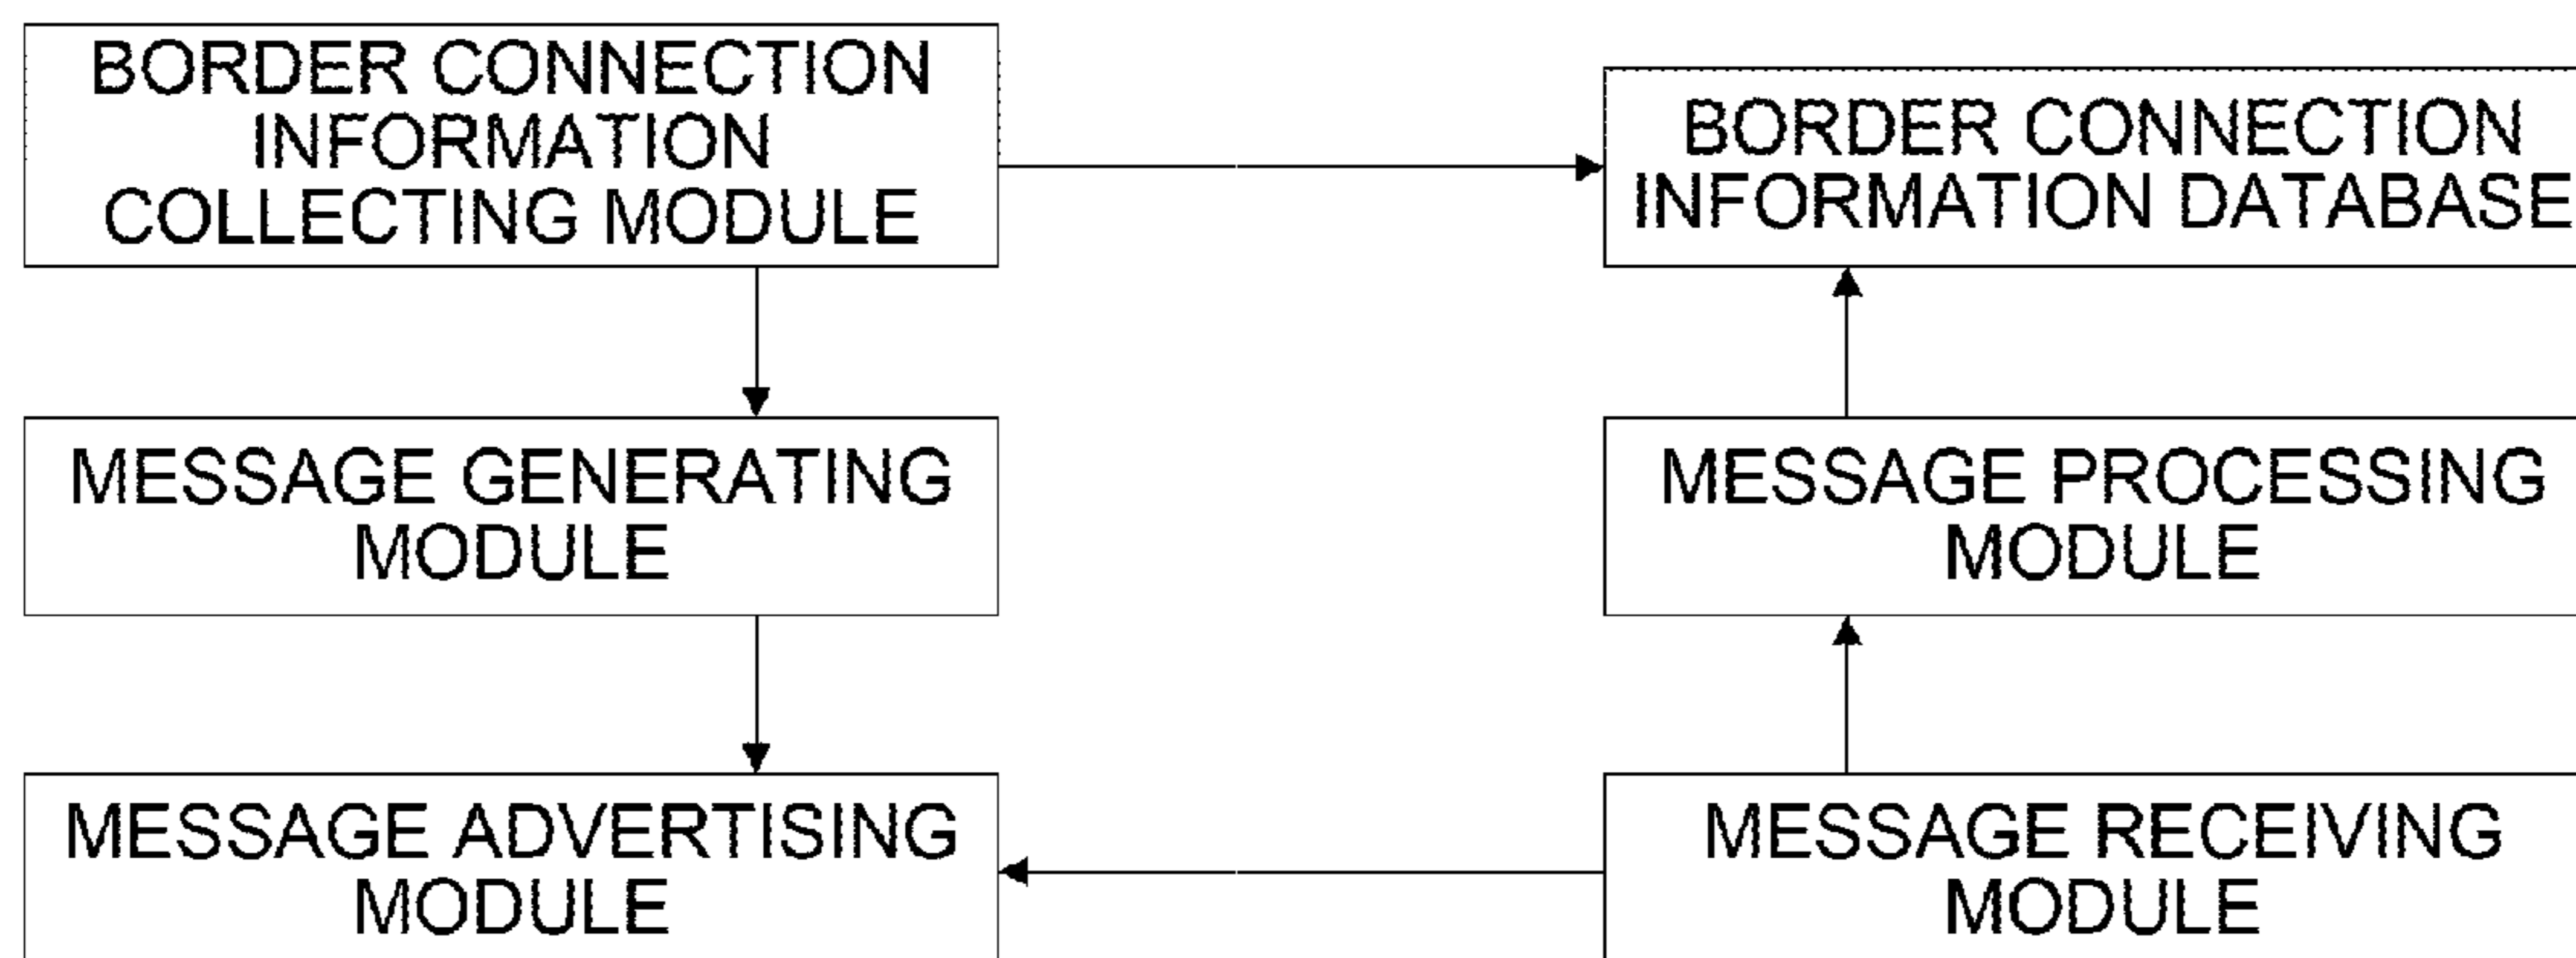 BORDER CONNECTION
INFORMATION
COLLECTING MODULE
BORDER CONNECTION
INFORMATION DATABASE
MESSAGE GENERATING
MODULE
MESSAGE PROCESSING
MODULE
MESSAGE ADVERTISING
MODULE
MESSAGE RECEIVING
MODULE